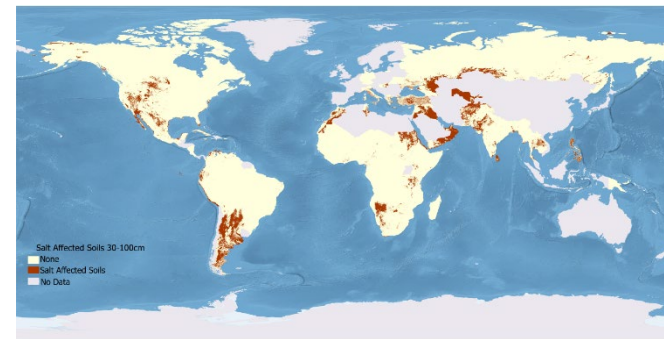 Salt Affected Soils 30-100cm
None
Salt Affected Soils
No Data